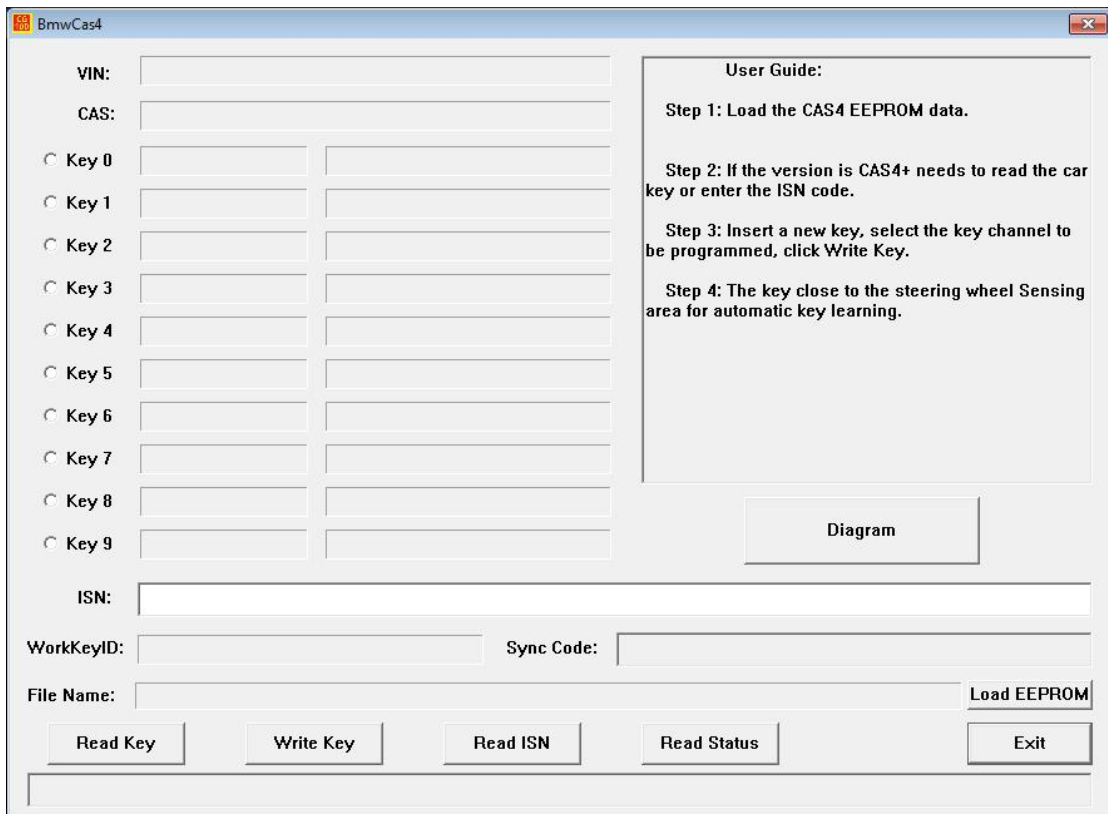 CG
100
BmwCas4
VIN:
CAS:
Key 0
Key 1
Key 2
Key 3
Key 4
Key 5
Key 6
Key 7
Key 8
Key 9
User Guide:
Step 1: Load the CAS4 EEPROM data.
Step 2: If the version is CAS4+ needs to read the car
key or enter the ISN code.
Step 3: Insert a new key, select the key channel to
be programmed, click Write Key.
Step 4: The key close to the steering wheel Sensing
area for automatic key learning.
Diagram
ISN:
WorkKeyID:
Sync Code:
File Name:
Load EEPROM
Read Key
Write Key
Read ISN
Read Status
Exit